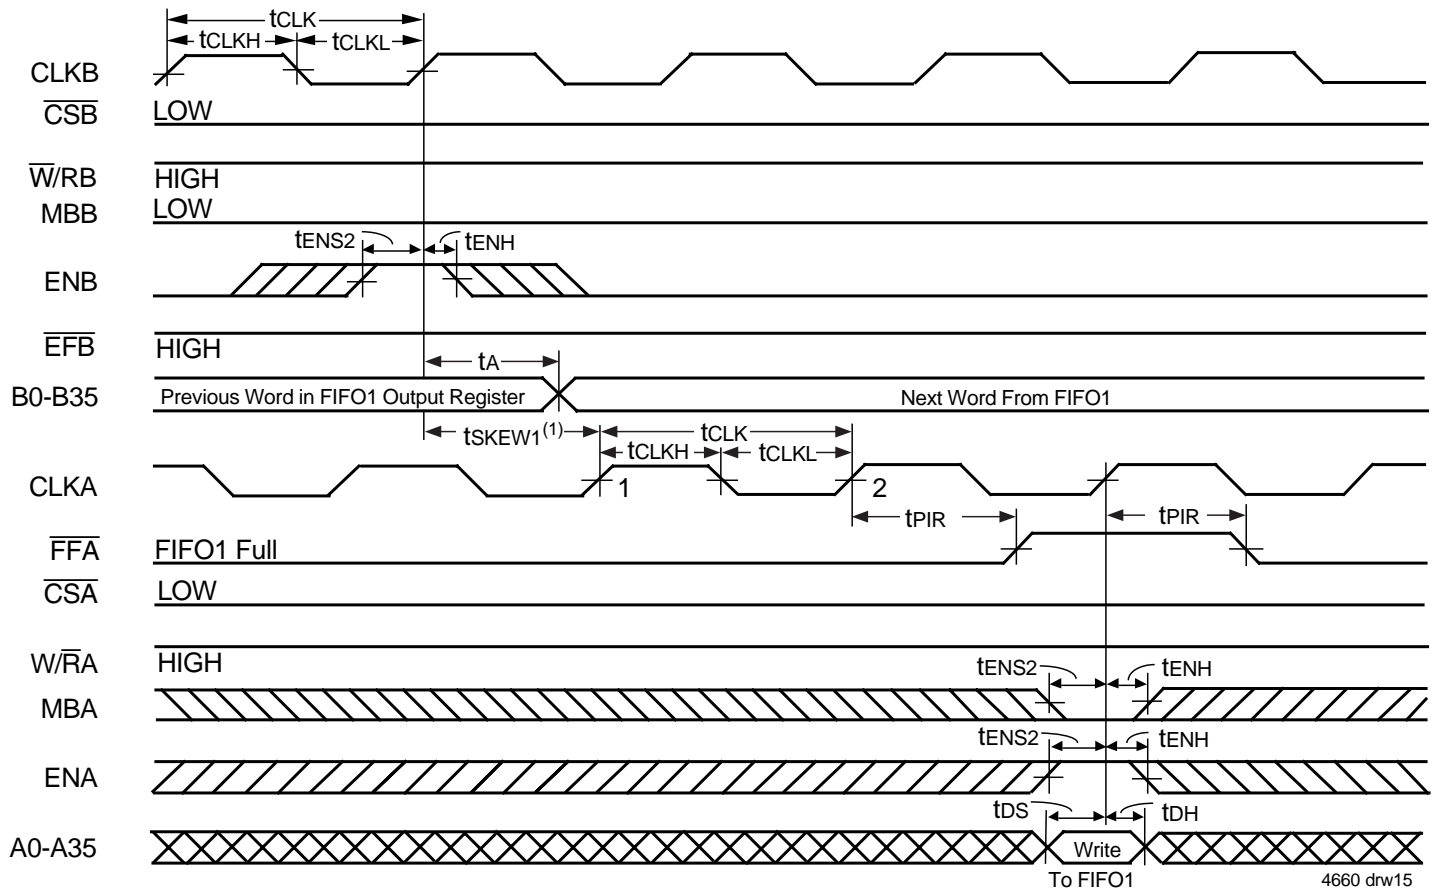 tCLK
tCLKH tCLKL
CLKB
CSB LOW
W/RB HIGH
MBB LOW
tENS2 tENH
ENB
EFB HIGH
tA
B0-B35 Previous Word in FIFO1 Output Register Next Word From FIFO1
tSKEW1(1) tCLK
tCLKH tCLKL
CLKA 1 2
tPIR tPIR
FFA FIFO1 Full
CSA LOW
W/RA HIGH
tENS2 tENH
MBA
tENS2 tENH
ENA
tDS tDH
A0-A35 Write
To FIFO1 4660 drw15